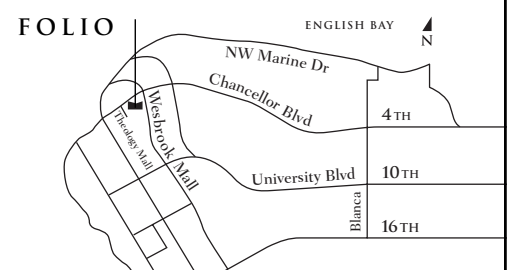 FOLIO
ENGLISH BAY
N
NW Marine Dr
Chancellor Blvd
4TH
Theology Mall
Wesbrook Mall
University Blvd
10TH
Blanca
16TH